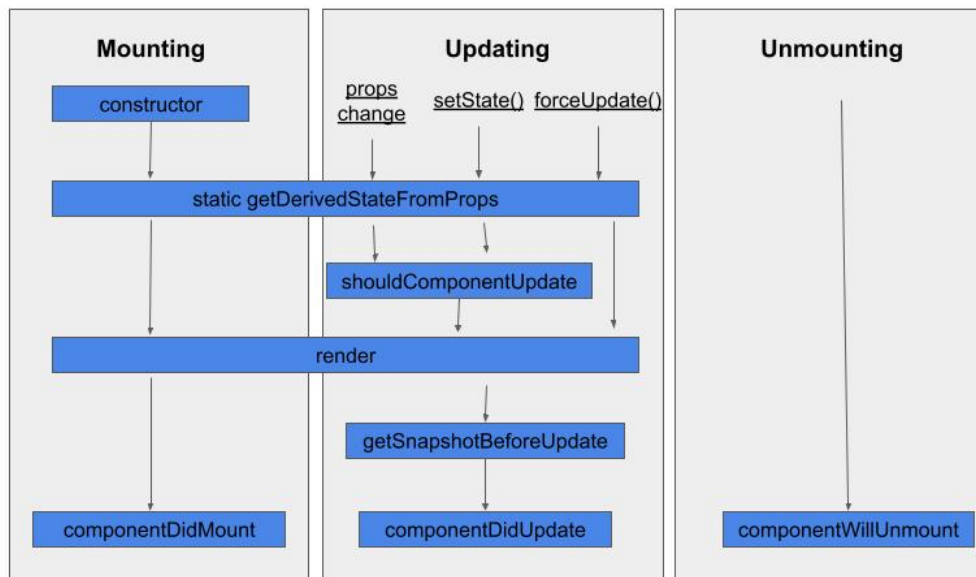 Mounting
Updating
Unmounting
constructor
props
change
setState()
forceUpdate()
static getDerivedStateFromProps
shouldComponentUpdate
render
getSnapshotBeforeUpdate
componentDidMount
componentDidUpdate
componentWillUnmount